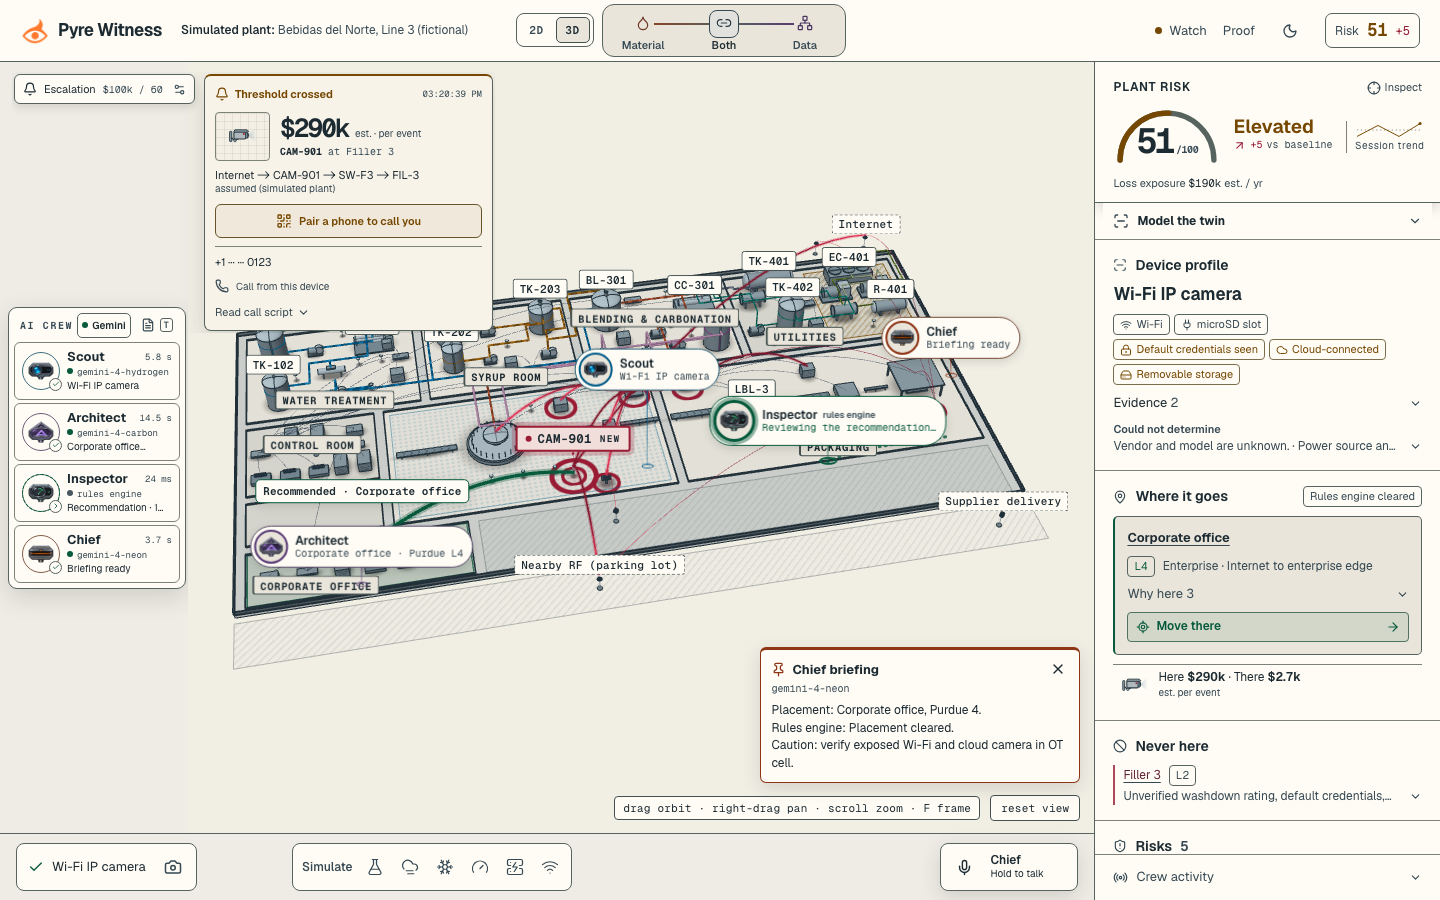 Pyre Witness
Simulated plant: Bebidas del Norte, Line 3 (fictional)
2D 3D
Material Both Data
Watch Proof
Risk 51 +5
Escalation $100k / 60
Threshold crossed 03:20:39 PM
$290k est. · per event
CAM-901 at Filler 3
Internet → CAM-901 → SW-F3 → FIL-3
assumed (simulated plant)
Pair a phone to call you
+1 ··· ··· 0123
Call from this device
Read call script
AI CREW Gemini T
Scout 5.8 s
gemini-4-hydrogen
Wi-Fi IP camera
Architect 14.5 s
gemini-4-carbon
Corporate office…
Inspector 24 ms
rules engine
Recommendation · 1…
Chief 3.7 s
gemini-4-neon
Briefing ready
Internet
TK-401 EC-401
TK-203 BL-301 CC-301 TK-402 R-401
BLENDING & CARBONATION
TK-202
UTILITIES
Chief
Briefing ready
TK-102
SYRUP ROOM
Scout
Wi-Fi IP camera
LBL-3
WATER TREATMENT
Inspector rules engine
Reviewing the recommendation…
CONTROL ROOM
CAM-901 NEW
PACKAGING
Recommended · Corporate office
Supplier delivery
Architect
Corporate office · Purdue L4
Nearby RF (parking lot)
CORPORATE OFFICE
Chief briefing
gemini-4-neon
Placement: Corporate office, Purdue 4.
Rules engine: Placement cleared.
Caution: verify exposed Wi-Fi and cloud camera in OT
cell.
drag orbit · right-drag pan · scroll zoom · F frame
reset view
Wi-Fi IP camera
Simulate
Chief
Hold to talk
PLANT RISK Inspect
51 /100
Elevated
+5 vs baseline
Session trend
Loss exposure $190k est. / yr
Model the twin
Device profile
Wi-Fi IP camera
Wi-Fi microSD slot
Default credentials seen Cloud-connected
Removable storage
Evidence 2
Could not determine
Vendor and model are unknown. · Power source an…
Where it goes Rules engine cleared
Corporate office
L4 Enterprise · Internet to enterprise edge
Why here 3
Move there
Here $290k · There $2.7k
est. per event
Never here
Filler 3 L2
Unverified washdown rating, default credentials,…
Risks 5
Crew activity